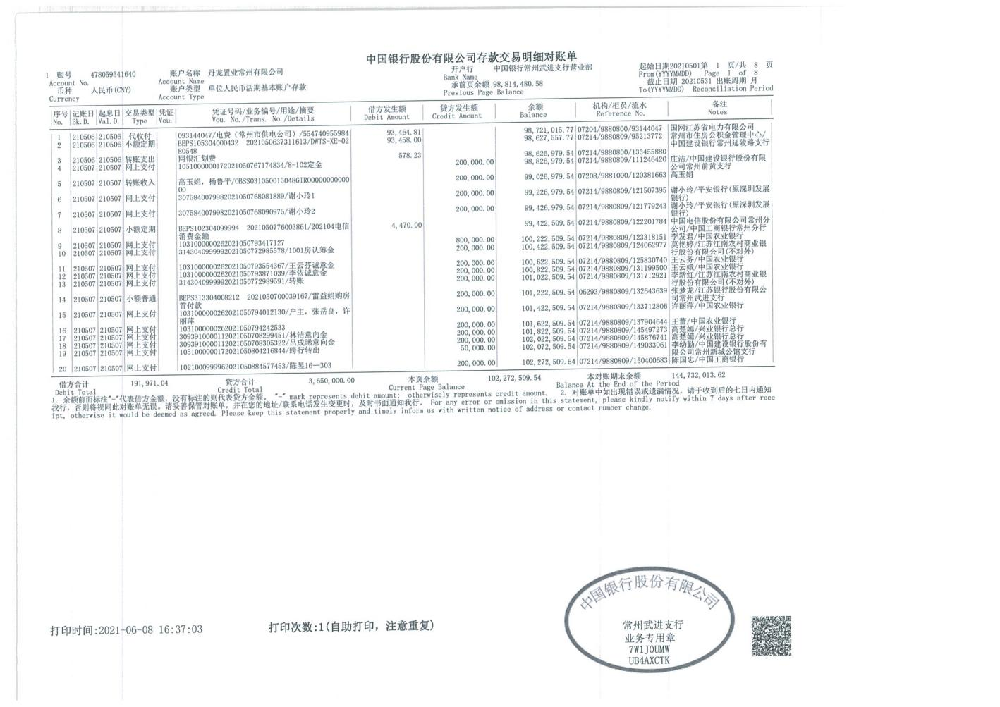 中国银行股份有限公司存款交易明细对账单
1 账号 478059541640 账户名称 丹龙置业常州有限公司 开户行 中国银行常州武进支行营业部 起始日期20210501第 1 页/共 8 页
Account No. Account Name Bank Name From(YYYYMMDD) Page 1 of 8
币种 人民币(CNY) 账户类型 单位人民币活期基本账户存款 承前页余额 98,814,480.58 截止日期 20210531 出账周期 月
Currency Account Type Previous Page Balance To(YYYYMMDD) Reconciliation Period
序号 记账日 起息日 交易类型 凭证 凭证号码/业务编号/用途/摘要 借方发生额 贷方发生额 余额 机构/柜员/流水 备注
No. Bk.D. Val.D. Type Vou. Vou. No./Trans. No./Details Debit Amount Credit Amount Balance Reference No. Notes
1 210506 210506 代收付 093144047/电费（常州市供电公司）/554740955984 93,464.81 98,721,015.77 07204/9880800/93144047 国网江苏省电力有限公司
2 210506 210506 小额定期 BEPS105304000432 2021050637311613/DWTS-XE-02 93,458.00 98,627,557.77 07214/9880809/95213772 常州市住房公积金管理中心/
80548 中国建设银行常州延陵路支行
3 210506 210506 转账支出 网银汇划费 578.23 98,626,979.54 07214/9880800/133455880
4 210507 210507 网上支付 1051000000172021050767174834/8-102定金 200,000.00 98,826,979.54 07214/9880809/111246420 庄洁/中国建设银行股份有
限公司常州前黄支行
5 210507 210507 转账收入 高玉娟，杨鲁平/OBSS031050015048GIR00000000000 200,000.00 99,026,979.54 07208/9881000/120381663 高玉娟
00
6 210507 210507 网上支付 3075840079982021050768081889/谢小玲1 200,000.00 99,226,979.54 07214/9880809/121507395 谢小玲/平安银行(原深圳发展
银行)
7 210507 210507 网上支付 3075840079982021050768090975/谢小玲2 200,000.00 99,426,979.54 07214/9880809/121779243 谢小玲/平安银行(原深圳发展
银行)
8 210507 210507 小额定期 BEPS102304099994 2021050776003861/202104电信 4,470.00 99,422,509.54 07214/9880809/122201784 中国电信股份有限公司常州分
消费金额 公司/中国工商银行常州分行
9 210507 210507 网上支付 1031000000262021050793417127 800,000.00 100,222,509.54 07214/9880809/123318151 李发君/中国农业银行
10 210507 210507 网上支付 3143040999992021050772985578/1001房认筹金 200,000.00 100,422,509.54 07214/9880809/124062977 莫艳婷/江苏江南农村商业银
行股份有限公司(不对外)
11 210507 210507 网上支付 1031000000262021050793554367/王云芬诚意金 200,000.00 100,622,509.54 07214/9880809/125830740 王云芬/中国农业银行
12 210507 210507 网上支付 1031000000262021050793871039/李依诚意金 200,000.00 100,822,509.54 07214/9880809/131199500 王云娥/中国农业银行
13 210507 210507 网上支付 3143040999992021050772989591/转账 200,000.00 101,022,509.54 07214/9880809/131712921 李新红/江苏江南农村商业银
行股份有限公司(不对外)
14 210507 210507 小额普通 BEPS313304008212 2021050700039167/雷益娟购房 200,000.00 101,222,509.54 06293/9880809/132643639 张梦龙/江苏银行股份有限公
首付款 司常州武进支行
15 210507 210507 网上支付 1031000000262021050794012130/户主，张岳良，许 200,000.00 101,422,509.54 07214/9880809/133712806 许丽萍/中国农业银行
丽萍
16 210507 210507 网上支付 1031000000262021050794242533 200,000.00 101,622,509.54 07214/9880809/137904644 王蕾/中国农业银行
17 210507 210507 网上支付 3093910000112021050708299451/林洁意向金 200,000.00 101,822,509.54 07214/9880809/145497273 高楚嫣/兴业银行总行
18 210507 210507 网上支付 3093910000112021050708305322/吕成晞意向金 200,000.00 102,022,509.54 07214/9880809/145876741 高楚嫣/兴业银行总行
19 210507 210507 网上支付 1051000000172021050804216844/跨行转出 50,000.00 102,072,509.54 07214/9880809/149033061 李幼勤/中国建设银行股份有
限公司常州新城公馆支行
20 210507 210507 网上支付 1021000999962021050884577453/陈昱16——303 200,000.00 102,272,509.54 07214/9880809/150400683 陈国忠/中国工商银行
借方合计 191,971.04 贷方合计 3,650,000.00 本页余额 102,272,509.54 本对账期末余额 144,732,013.62
Debit Total Credit Total Current Page Balance Balance At the End of the Period
1. 余额前面标注"-"代表借方金额，没有标注的则代表贷方金额。 "-" mark represents debit amount; otherwise represents credit amount. 2. 对账单中如出现错误或遗漏情况，请于收到后的七日内通知
我行，否则将视同此对账单无误。请妥善保管对账单，并在您的地址/联系电话发生变更时，及时书面通知我行。 For any error or omission in this statement, please kindly notify within 7 days after rece
ipt, otherwise it would be deemed as agreed. Please keep this statement properly and timely inform us with written notice of address or contact number change.
打印时间:2021-06-08 16:37:03 打印次数:1(自助打印，注意重复)
中国银行股份有限公司
常州武进支行
业务专用章
7W1J0UMW
UB4AXCTK